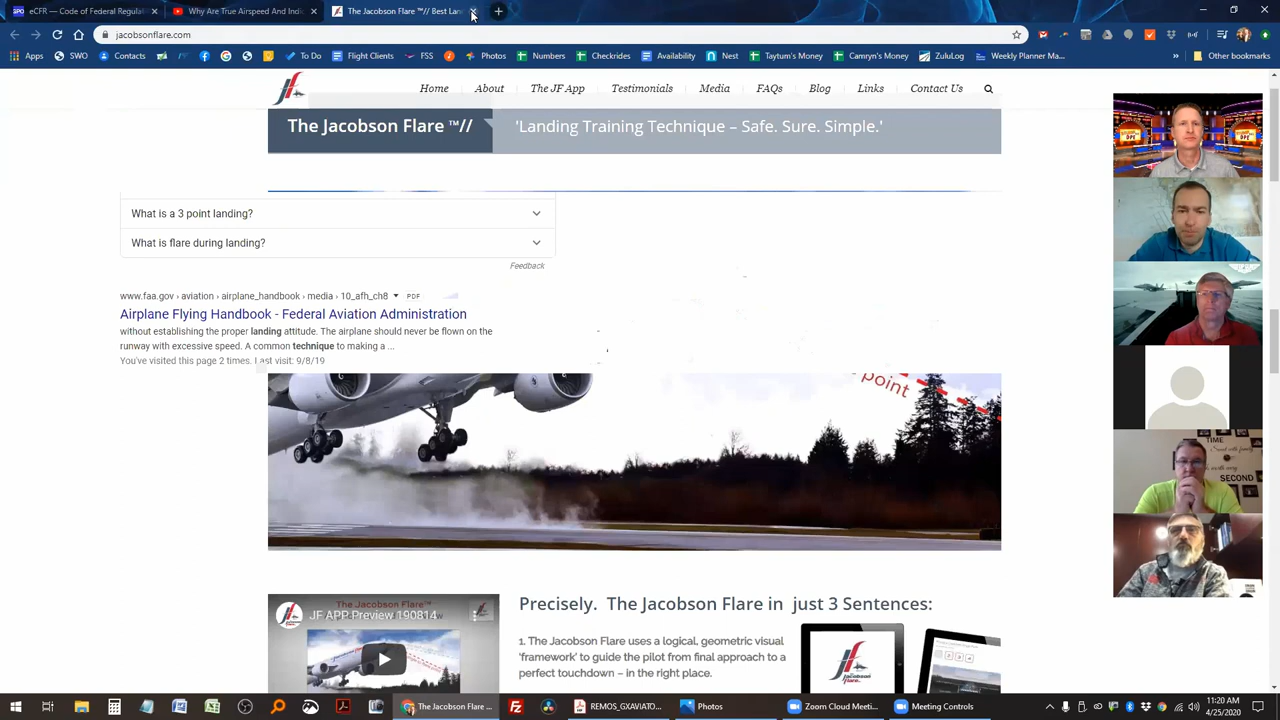 eCFR — Code of Federal Regula
Why Are True Airspeed and Indic
The Jacobson Flare ™// Best Lan
jacobsonflare.com
Apps
SWO
Contacts
To Do
Flight Clients
FSS
Photos
Numbers
Checkrides
Availability
Taytum's Money
Camryn's Money
ZuluLog
Weekly Planner Ma...
Other bookmarks
Home
About
The JF App
Testimonials
Media
FAQs
Blog
Links
Contact Us
The Jacobson Flare ™//
'Landing Training Technique – Safe. Sure. Simple.'
What is a 3 point landing?
What is flare during landing?
Feedback
www.faa.gov › aviation › airplane_handbook › media › 10_afh_ch8 PDF
Airplane Flying Handbook - Federal Aviation Administration
without establishing the proper landing attitude. The airplane should never be flown on the
runway with excessive speed. A common technique to making a ...
You've visited this page 2 times. Last visit: 9/8/19
point
JF APP Preview 190814
The Jacobson Flare™
Precisely. The Jacobson Flare in just 3 Sentences:
1. The Jacobson Flare uses a logical, geometric visual
'framework' to guide the pilot from final approach to a
perfect touchdown – in the right place.
TIME
SECOND
The Jacobson Flare ...
REMOS_GXAVIATO...
Photos
Zoom Cloud Meeti...
Meeting Controls
11:20 AM
4/25/2020